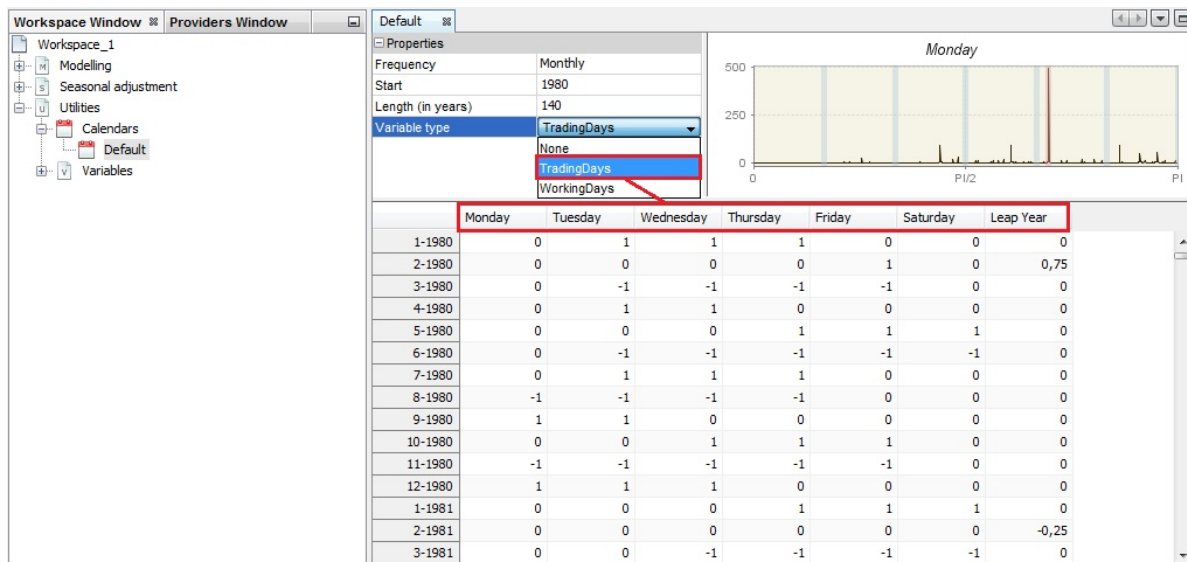 Workspace Window Providers Window
Workspace_1
Modelling
Seasonal adjustment
Utilities
Calendars
Default
Variables
Default
Properties
Frequency Monthly
Start 1980
Length (in years) 140
Variable type TradingDays
None
TradingDays
WorkingDays
Monday
500
250
0
0 PI/2 PI
Monday Tuesday Wednesday Thursday Friday Saturday Leap Year
1-1980 0 1 1 1 0 0 0
2-1980 0 0 0 0 1 0 0,75
3-1980 0 -1 -1 -1 -1 0 0
4-1980 0 1 1 0 0 0 0
5-1980 0 0 0 1 1 1 0
6-1980 0 -1 -1 -1 -1 -1 0
7-1980 0 1 1 1 0 0 0
8-1980 -1 -1 -1 -1 0 0 0
9-1980 1 1 0 0 0 0 0
10-1980 0 0 1 1 1 0 0
11-1980 -1 -1 -1 -1 -1 0 0
12-1980 1 1 1 0 0 0 0
1-1981 0 0 0 1 1 1 0
2-1981 0 0 0 0 0 0 -0,25
3-1981 0 0 -1 -1 -1 -1 0